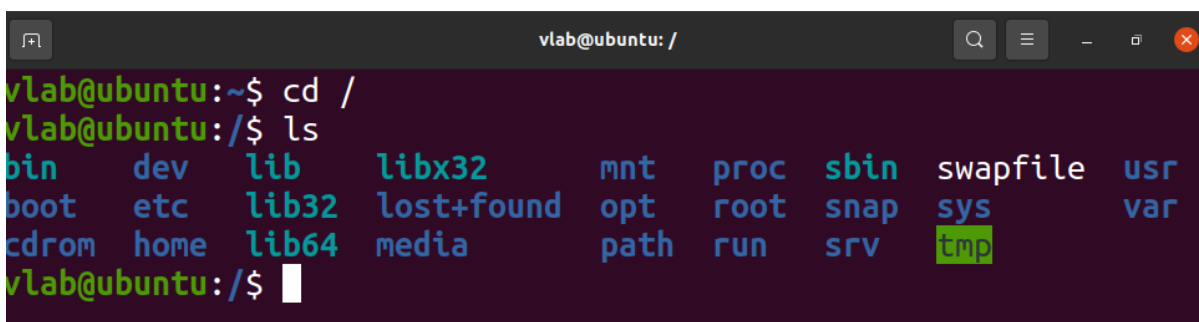 vlab@ubuntu: /
vlab@ubuntu:~$ cd /
vlab@ubuntu:/$ ls
bin dev lib libx32 mnt proc sbin swapfile usr
boot etc lib32 lost+found opt root snap sys var
cdrom home lib64 media path run srv tmp
vlab@ubuntu:/$